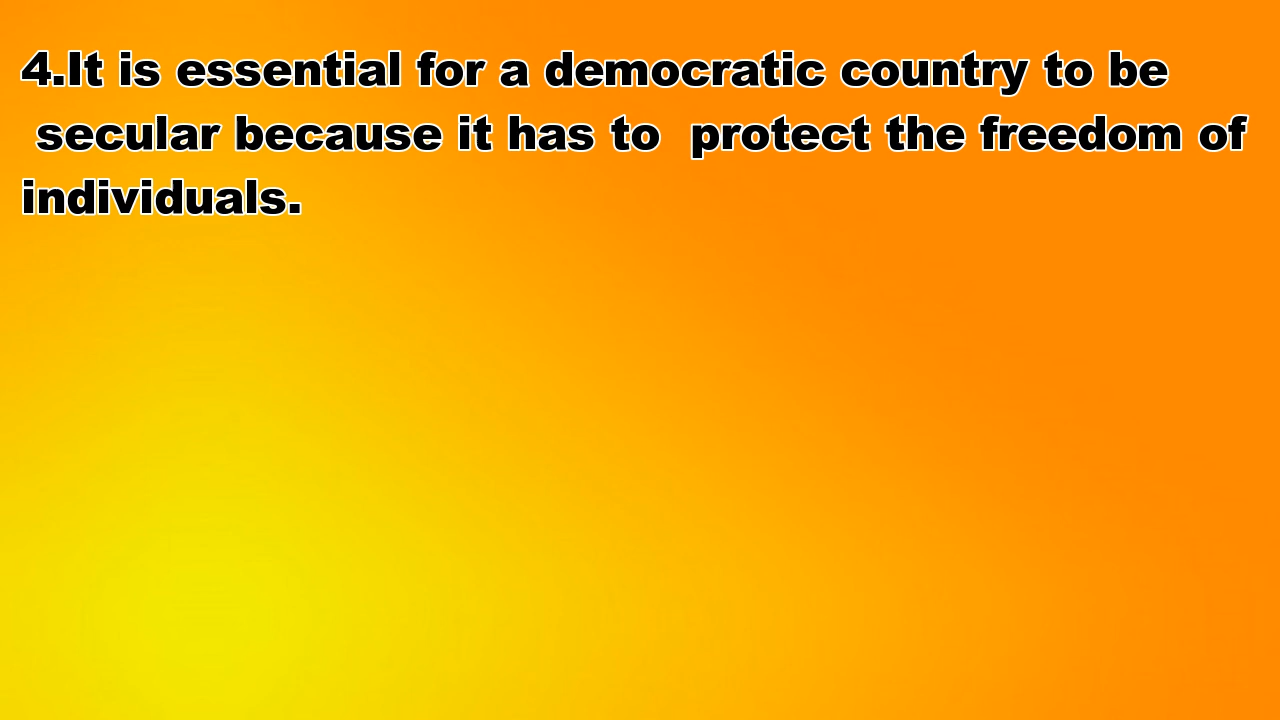 4.It is essential for a democratic country to be
secular because it has to  protect the freedom of
individuals.